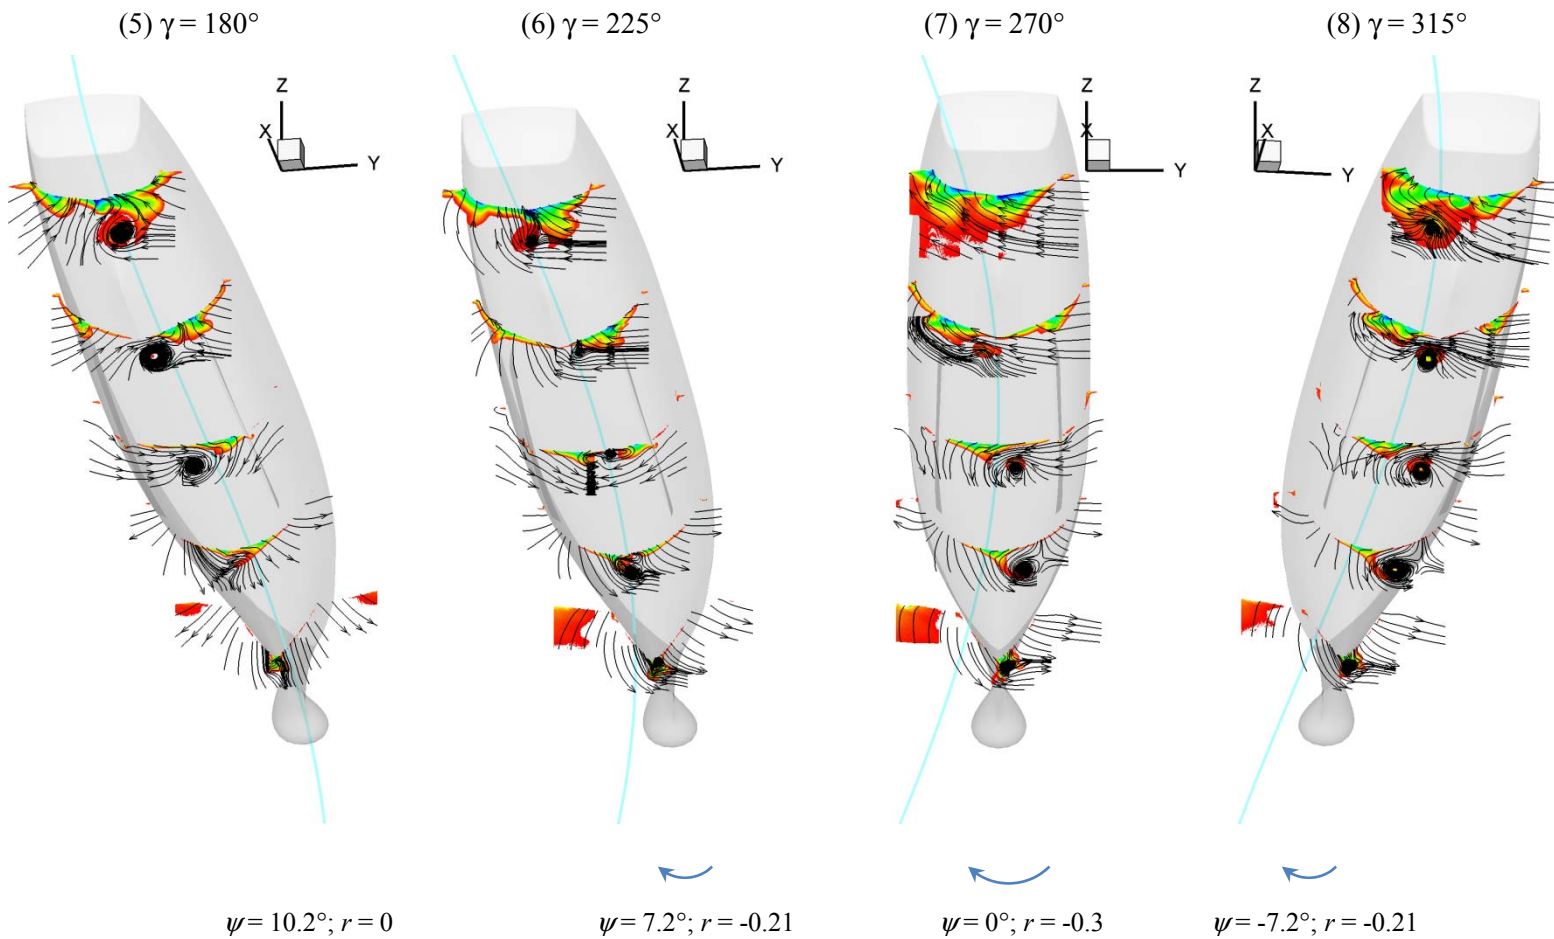 (5) γ = 180°
(6) γ = 225°
(7) γ = 270°
(8) γ = 315°
Z
X
Y
Z
X
Y
Z
X
Y
Z
X
Y
ψ = 10.2°; r = 0
ψ = 7.2°; r = -0.21
ψ = 0°; r = -0.3
ψ = -7.2°; r = -0.21